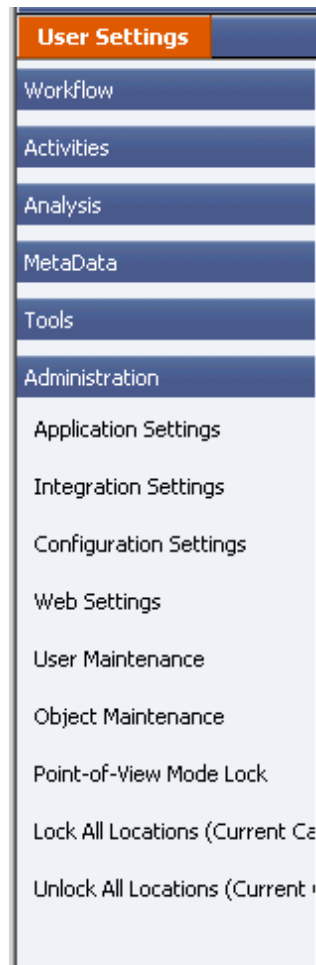 User Settings
Workflow
Activities
Analysis
MetaData
Tools
Administration
Application Settings
Integration Settings
Configuration Settings
Web Settings
User Maintenance
Object Maintenance
Point-of-View Mode Lock
Lock All Locations (Current Ca
Unlock All Locations (Current